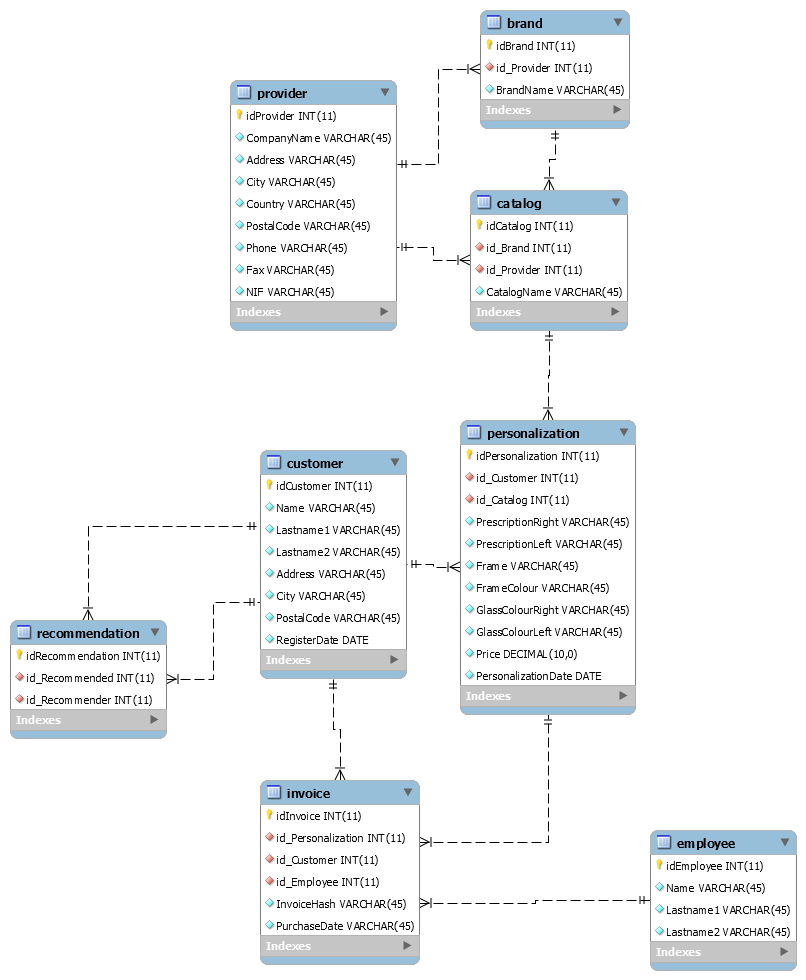 brand
idBrand INT(11)
id_Provider INT(11)
BrandName VARCHAR(45)
Indexes
provider
idProvider INT(11)
CompanyName VARCHAR(45)
Address VARCHAR(45)
City VARCHAR(45)
Country VARCHAR(45)
PostalCode VARCHAR(45)
Phone VARCHAR(45)
Fax VARCHAR(45)
NIF VARCHAR(45)
Indexes
catalog
idCatalog INT(11)
id_Brand INT(11)
id_Provider INT(11)
CatalogName VARCHAR(45)
Indexes
personalization
idPersonalization INT(11)
id_Customer INT(11)
id_Catalog INT(11)
PrescriptionRight VARCHAR(45)
PrescriptionLeft VARCHAR(45)
Frame VARCHAR(45)
FrameColour VARCHAR(45)
GlassColourRight VARCHAR(45)
GlassColourLeft VARCHAR(45)
Price DECIMAL(10,0)
PersonalizationDate DATE
Indexes
customer
idCustomer INT(11)
Name VARCHAR(45)
Lastname1 VARCHAR(45)
Lastname2 VARCHAR(45)
Address VARCHAR(45)
City VARCHAR(45)
PostalCode VARCHAR(45)
RegisterDate DATE
Indexes
recommendation
idRecommendation INT(11)
id_Recommended INT(11)
id_Recommender INT(11)
Indexes
invoice
idInvoice INT(11)
id_Personalization INT(11)
id_Customer INT(11)
id_Employee INT(11)
InvoiceHash VARCHAR(45)
PurchaseDate VARCHAR(45)
Indexes
employee
idEmployee INT(11)
Name VARCHAR(45)
Lastname1 VARCHAR(45)
Lastname2 VARCHAR(45)
Indexes